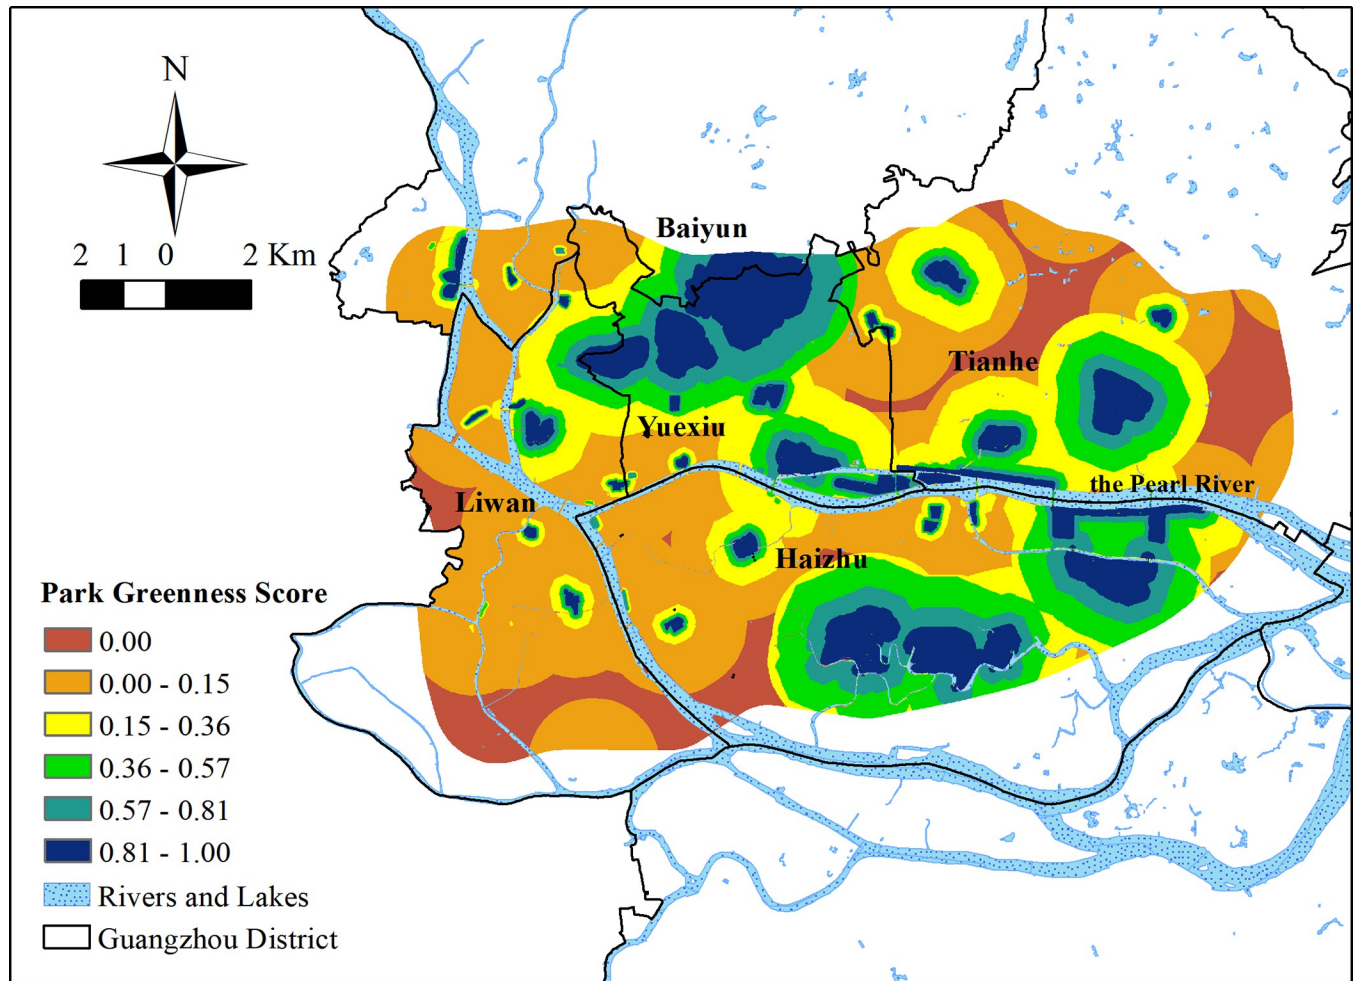 N
2 1 0 2 Km
Baiyun
Tianhe
Yuexiu
the Pearl River
Liwan
Haizhu
Park Greenness Score
0.00
0.00 - 0.15
0.15 - 0.36
0.36 - 0.57
0.57 - 0.81
0.81 - 1.00
Rivers and Lakes
Guangzhou District